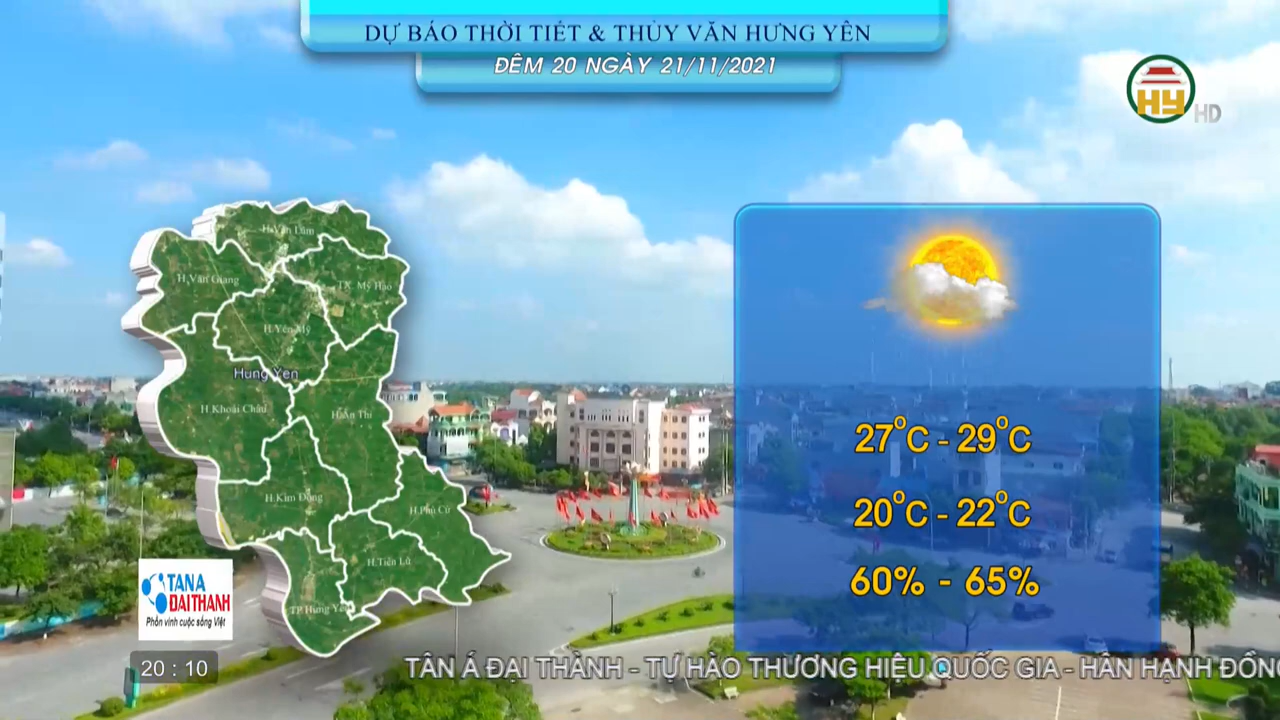 DỰ BÁO THỜI TIẾT & THỦY VĂN HƯNG YÊN
ĐÊM 20 NGÀY 21/11/2021
HY HD
H.Văn Lâm
H.Văn Giang
TX. Mỹ Hào
H.Yên Mỹ
Hưng Yên
H Khoái Châu
H.Ân Thi
H.Kim Động
H.Phù Cừ
H.Tiên Lữ
TP.Hưng Yên
27°C - 29°C
20°C - 22°C
60% - 65%
TANA
ĐAITHANH
Phồn vinh cuộc sống Việt
20 : 10
TÂN Á ĐẠI THÀNH - TỰ HÀO THƯƠNG HIỆU QUỐC GIA - HÂN HẠNH ĐỒNG